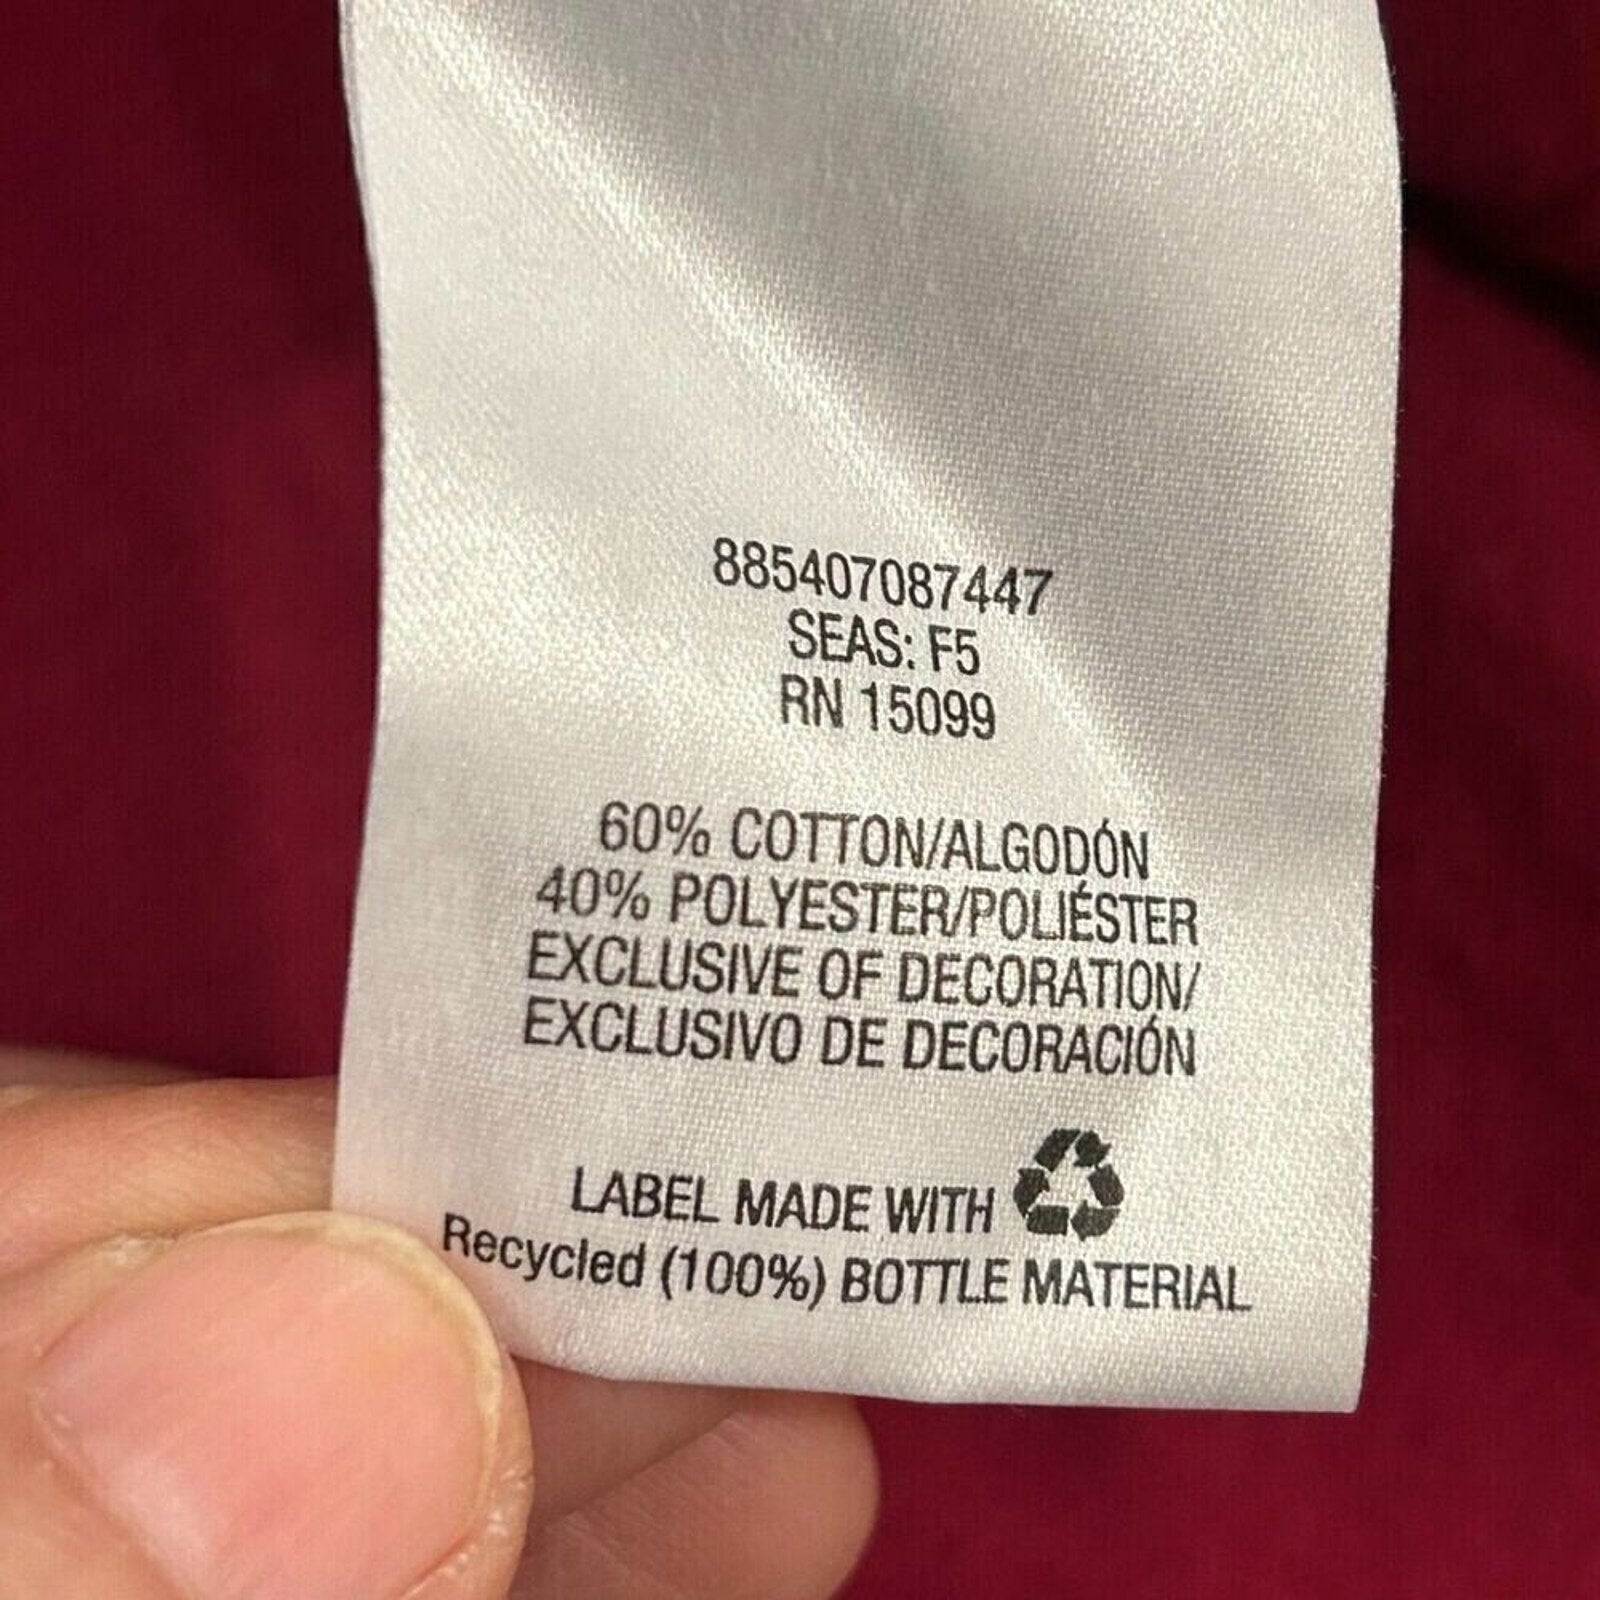 885407087447
SEAS: F5
RN 15099
60% COTTON/ALGODÓN
40% POLYESTER/POLIÉSTER
EXCLUSIVE OF DECORATION/
EXCLUSIVO DE DECORACIÓN
LABEL MADE WITH
Recycled (100%) BOTTLE MATERIAL